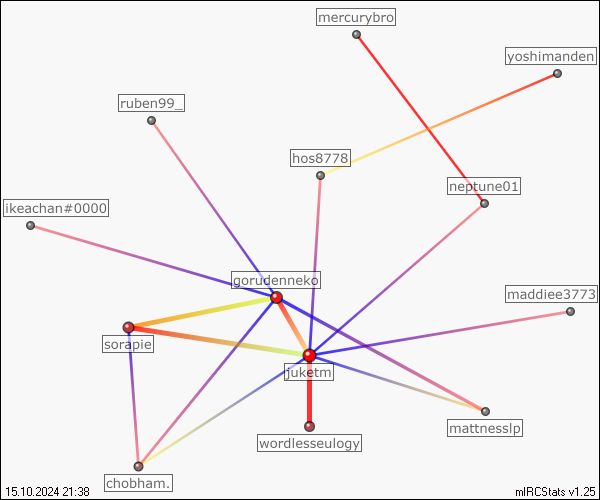 mercurybro
yoshimanden
ruben99_
hos8778
neptune01
ikeachan#0000
gorudenneko
maddiee3773
sorapie
juketm
mattnesslp
wordlesseulogy
chobham.
15.10.2024 21:38
mIRCStats v1.25